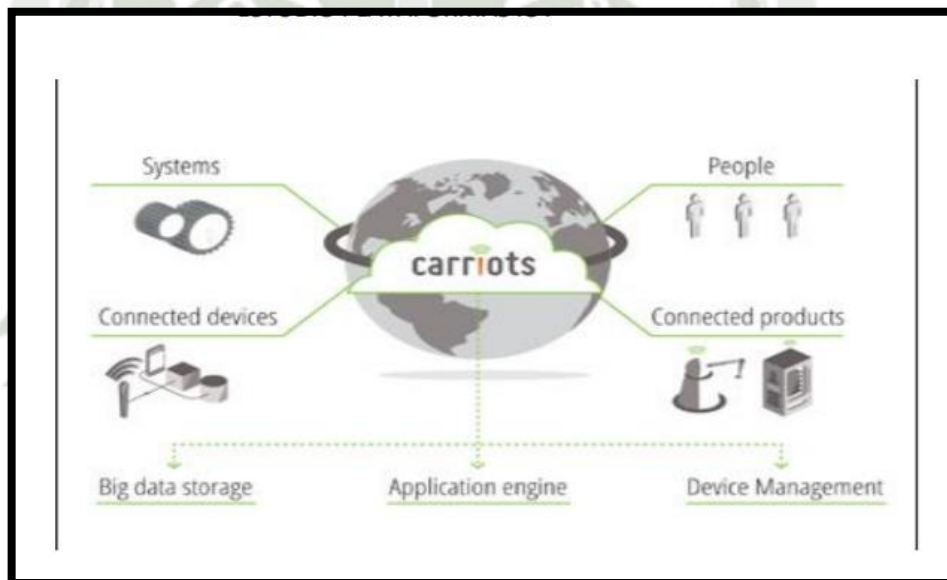 Systems
People
carriots
Connected devices
Connected products
Big data storage
Application engine
Device Management